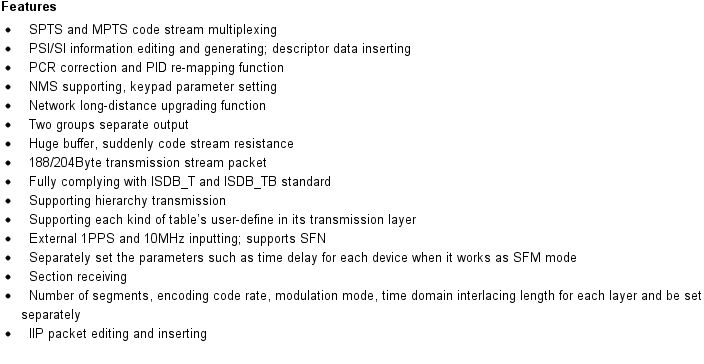 Features
• SPTS and MPTS code stream multiplexing
• PSI/SI information editing and generating; descriptor data inserting
• PCR correction and PID re-mapping function
• NMS supporting, keypad parameter setting
• Network long-distance upgrading function
• Two groups separate output
• Huge buffer, suddenly code stream resistance
• 188/204Byte transmission stream packet
• Fully complying with ISDB_T and ISDB_TB standard
• Supporting hierarchy transmission
• Supporting each kind of table's user-define in its transmission layer
• External 1PPS and 10MHz inputting; supports SFN
• Separately set the parameters such as time delay for each device when it works as SFM mode
• Section receiving
• Number of segments, encoding code rate, modulation mode, time domain interlacing length for each layer and be set
separately
• IIP packet editing and inserting